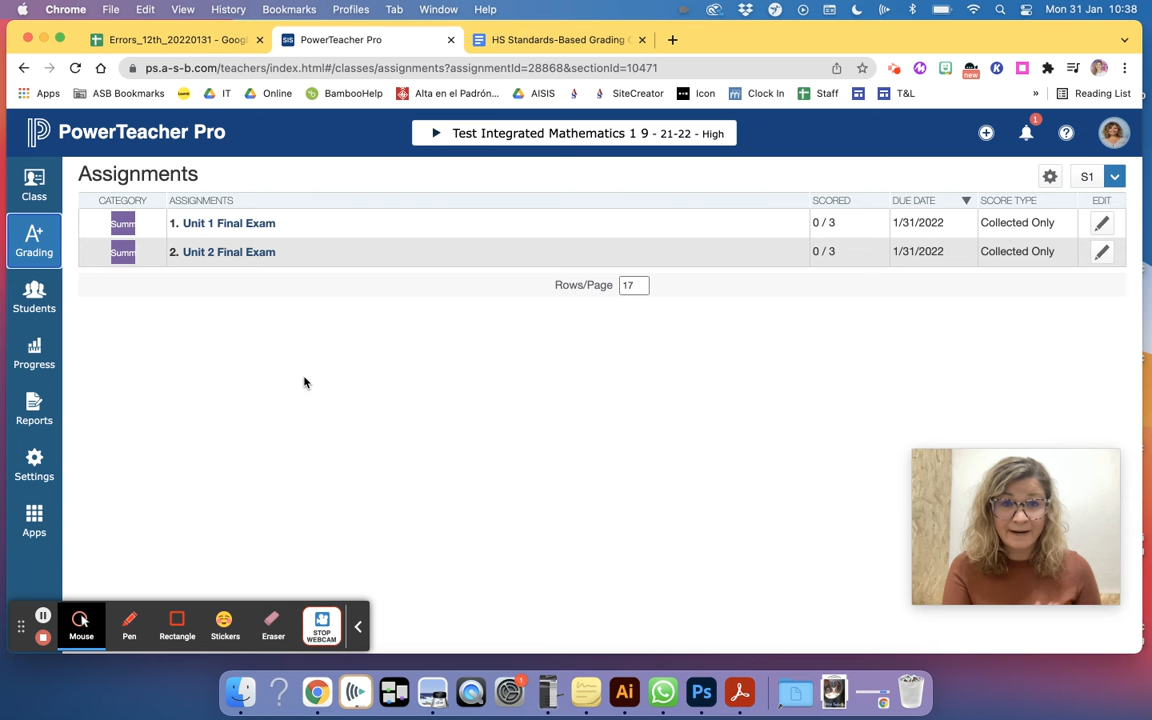 Chrome File Edit View History Bookmarks Profiles Tab Window Help Mon 31 Jan 10:38
Errors_12th_20220131 - Goog PowerTeacher Pro HS Standards-Based Grading
ps.a-s-b.com/teachers/index.html#/classes/assignments?assignmentId=28868&sectionId=10471
new
Apps ASB Bookmarks IT Online BambooHelp Alta en el Padrón... AISIS SiteCreator Icon Clock In Staff T&L » Reading List
PowerTeacher Pro
Test Integrated Mathematics 1 9 - 21-22 - High
1
Class
Grading
Students
Progress
Reports
Settings
Apps
Assignments
S1
CATEGORY ASSIGNMENTS SCORED DUE DATE SCORE TYPE EDIT
Summ 1. Unit 1 Final Exam 0 / 3 1/31/2022 Collected Only
Summ 2. Unit 2 Final Exam 0 / 3 1/31/2022 Collected Only
Rows/Page 17
Mouse Pen Rectangle Stickers Eraser STOP WEBCAM
1
Ai Ps